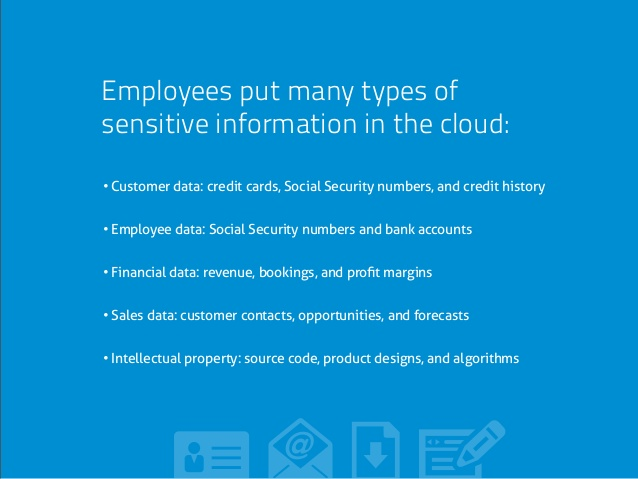 Employees put many types of
sensitive information in the cloud:
• Customer data: credit cards, Social Security numbers, and credit history
• Employee data: Social Security numbers and bank accounts
• Financial data: revenue, bookings, and profit margins
• Sales data: customer contacts, opportunities, and forecasts
• Intellectual property: source code, product designs, and algorithms
@